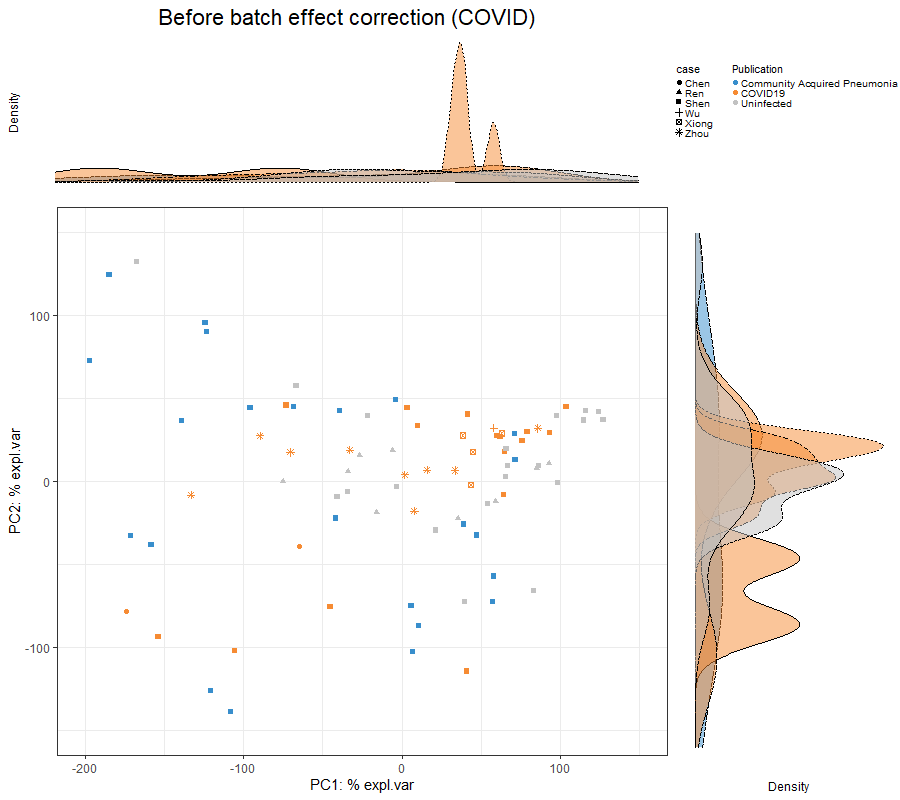 Before batch effect correction (COVID)
Density
case
Chen
Ren
Shen
Wu
Xiong
Zhou
Publication
Community Acquired Pneumonia
COVID19
Uninfected
PC2: % expl.var
100
0
-100
-200
-100
0
100
PC1: % expl.var
Density